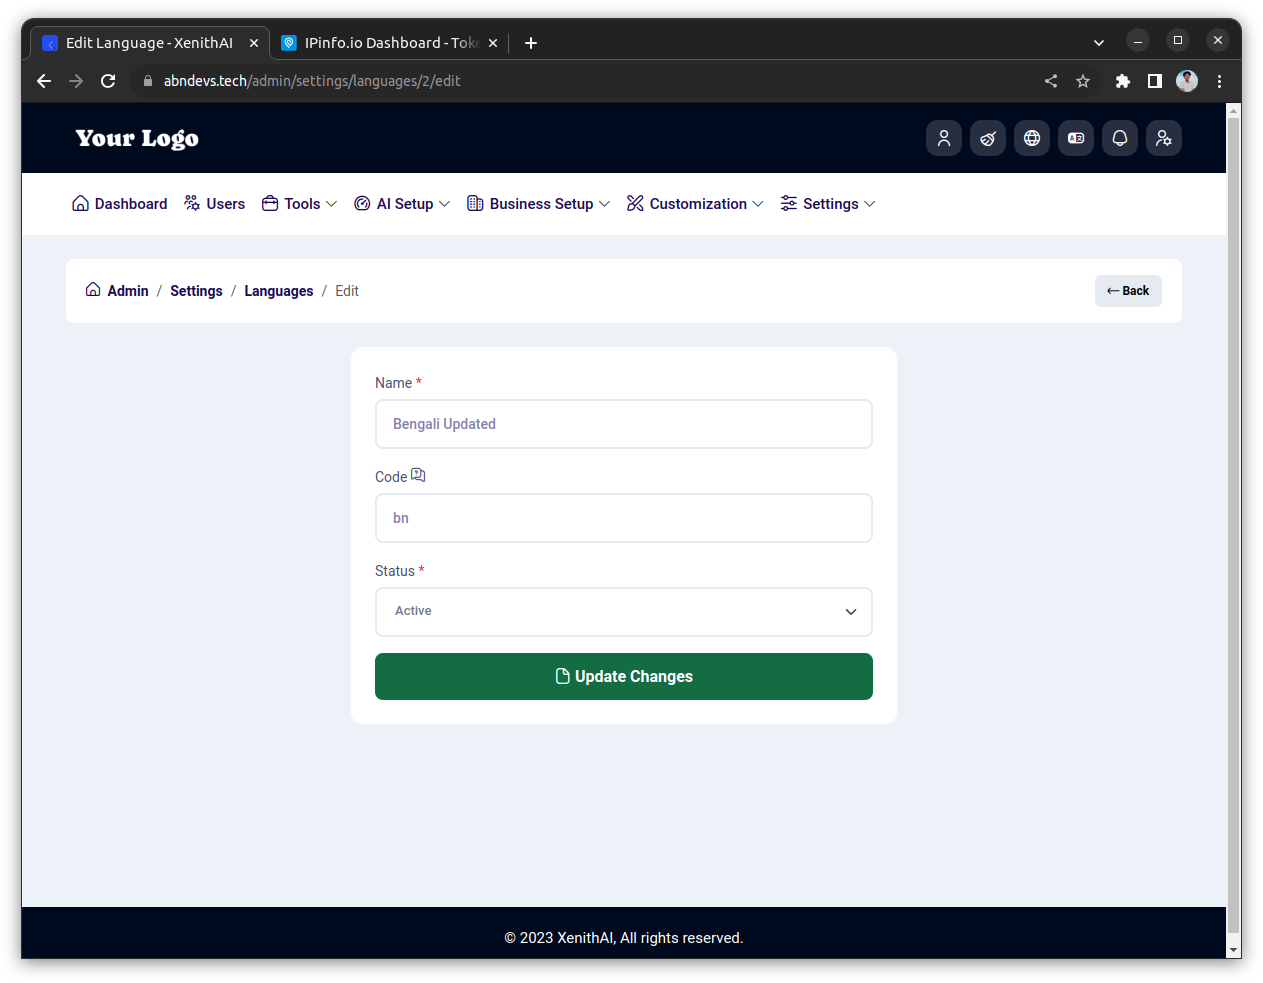 Edit Language - XenithAI
IPinfo.io Dashboard - Toke
abndevs.tech/admin/settings/languages/2/edit
Your Logo
Dashboard Users Tools AI Setup Business Setup Customization Settings
Admin / Settings / Languages / Edit
Back
Name *
Bengali Updated
Code
bn
Status *
Active
Update Changes
© 2023 XenithAI, All rights reserved.